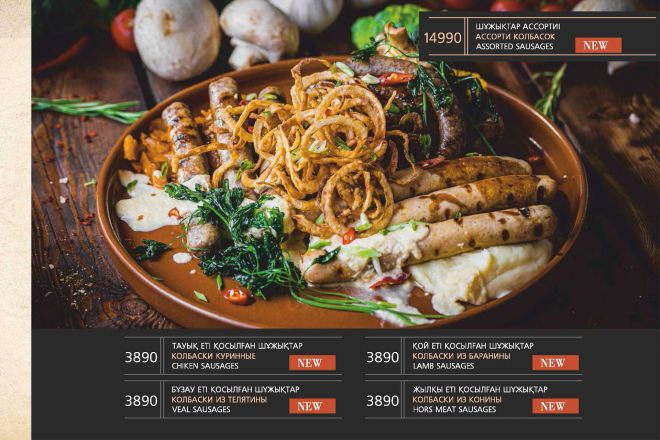 14990
ШҰЖЫҚТАР АССОРТИІ
АССОРТИ КОЛБАСОК
ASSORTED SAUSAGES
NEW
3890
ТАУЫҚ ЕТІ ҚОСЫЛҒАН ШҰЖЫҚТАР
КОЛБАСКИ КУРИННЫЕ
CHIKEN SAUSAGES
NEW
3890
ҚОЙ ЕТІ ҚОСЫЛҒАН ШҰЖЫҚТАР
КОЛБАСКИ ИЗ БАРАНИНЫ
LAMB SAUSAGES
NEW
3890
БҰЗАУ ЕТІ ҚОСЫЛҒАН ШҰЖЫҚТАР
КОЛБАСКИ ИЗ ТЕЛЯТИНЫ
VEAL SAUSAGES
NEW
3890
ЖЫЛҚЫ ЕТІ ҚОСЫЛҒАН ШҰЖЫҚТАР
КОЛБАСКИ ИЗ КОНИНЫ
HORS MEAT SAUSAGES
NEW